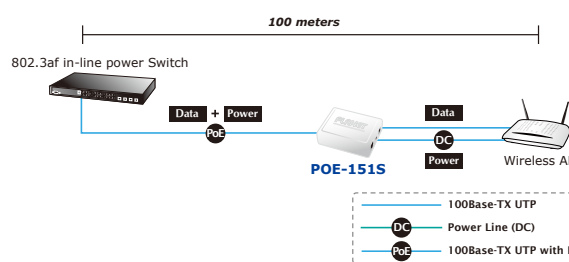 100 meters
802.3af in-line power Switch
Data + Power
PoE
PLANET
POE-151S
Data
DC
Power
Wireless A
100Base-TX UTP
DC Power Line (DC)
PoE 100Base-TX UTP with